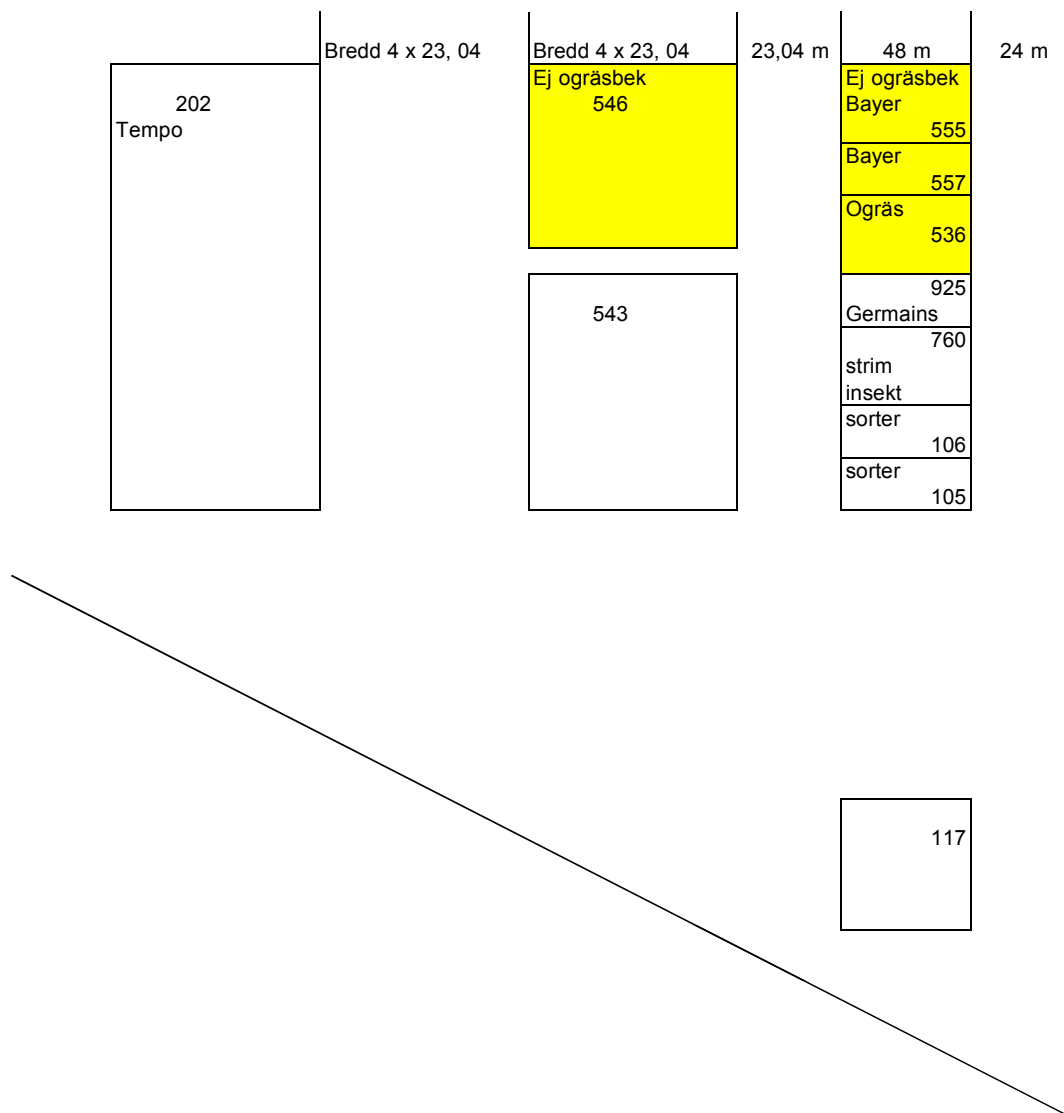 Bredd 4 x 23, 04 Bredd 4 x 23, 04 23,04 m 48 m 24 m
Ej ogräsbek Ej ogräsbek
202 546 Bayer
Tempo 555
Bayer
557
Ogräs
536
925
543 Germains
760
strim
insekt
sorter
106
sorter
105
117